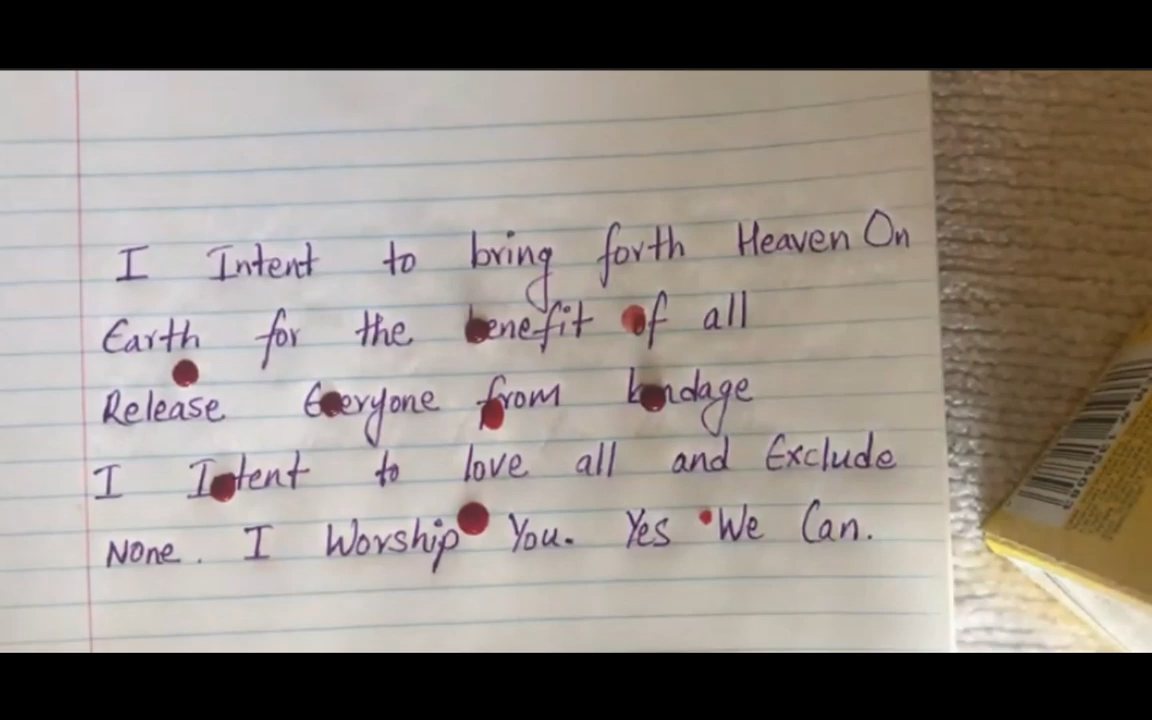 I Intent to bring forth Heaven On
Earth for the benefit of all
Release Everyone from bondage
I Intent to love all and Exclude
None. I Worship You. Yes We Can.